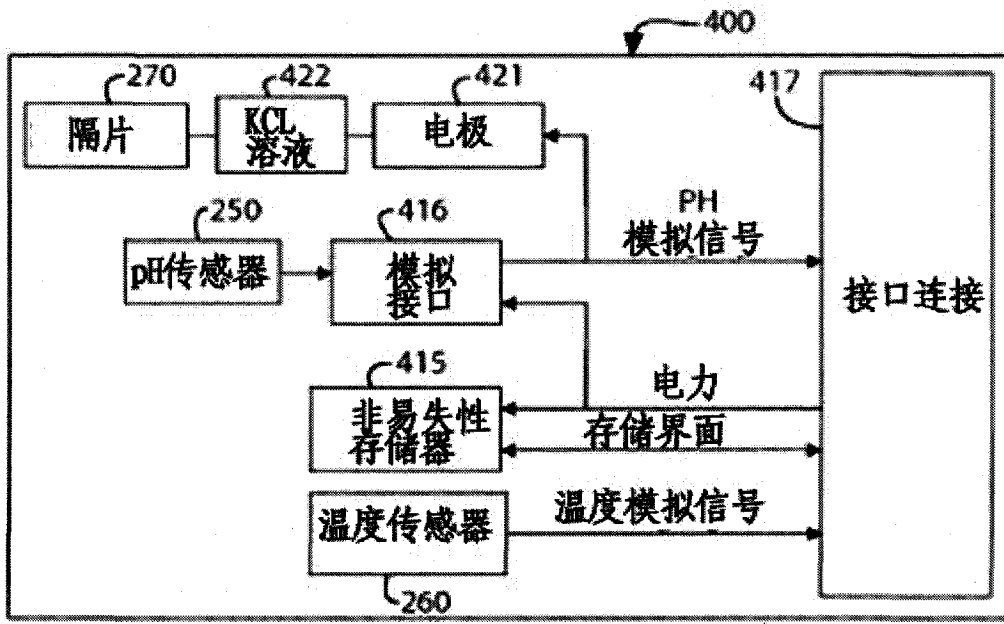 400
270
422
421
417
隔片
KCL
溶液
电极
250
416
PH
模拟信号
pH传感器
模拟
接口
接口连接
415
电力
非易失性
存储器
存储界面
温度传感器
温度模拟信号
260